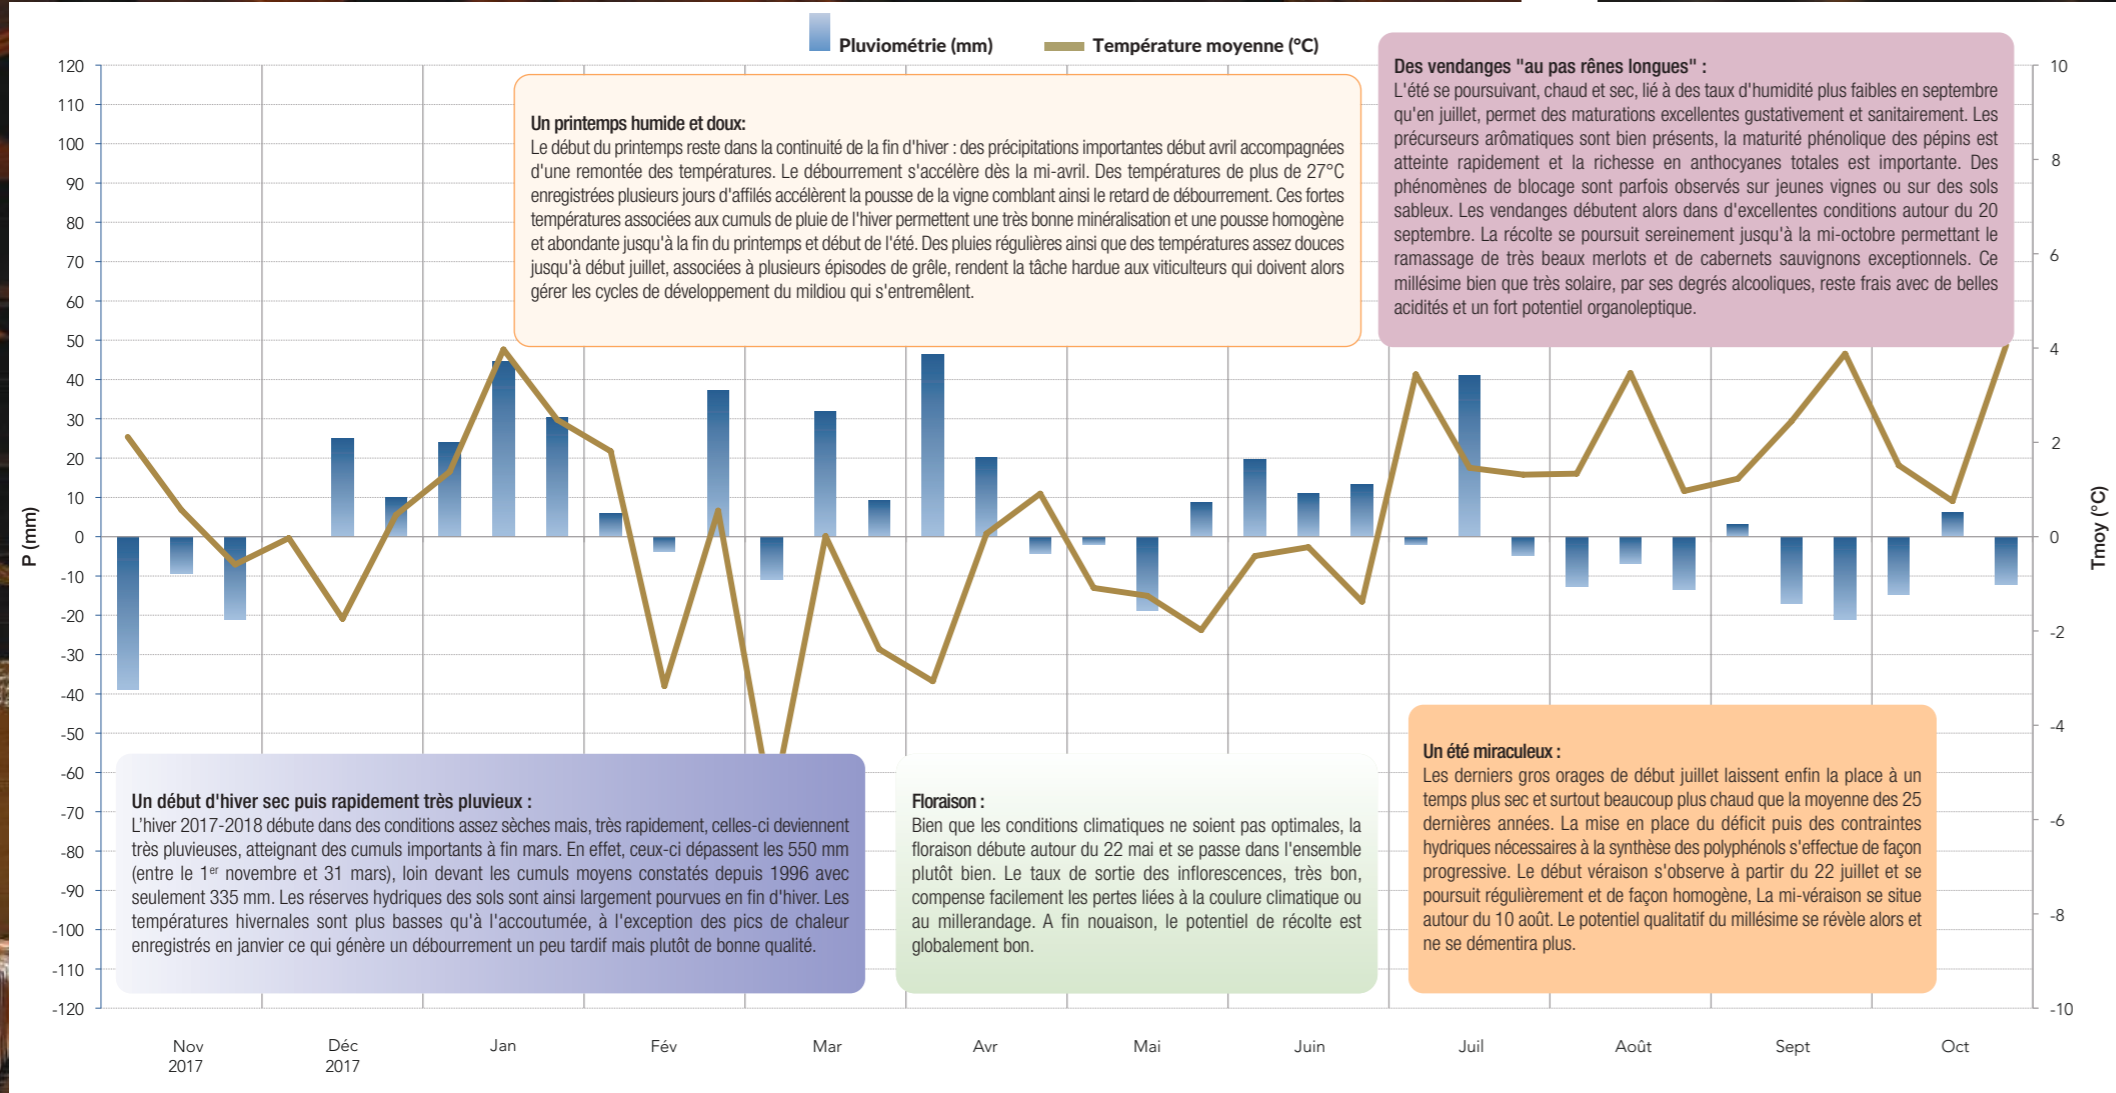 Pluviométrie (mm)
Température moyenne (°C)
120
110
100
90
80
70
60
50
40
30
20
10
0
-10
-20
-30
-40
-50
-60
-70
-80
-90
-100
-110
-120
P (mm)
Un printemps humide et doux:
Le début du printemps reste dans la continuité de la fin d'hiver : des précipitations importantes début avril accompagnées
d'une remontée des températures. Le débourrement s'accélère dès la mi-avril. Des températures de plus de 27°C
enregistrées plusieurs jours d'affilés accélèrent la pousse de la vigne comblant ainsi le retard de débourrement. Ces fortes
températures associées aux cumuls de pluie de l'hiver permettent une très bonne minéralisation et une pousse homogène
et abondante jusqu'à la fin du printemps et début de l'été. Des pluies régulières ainsi que des températures assez douces
jusqu'à début juillet, associées à plusieurs épisodes de grêle, rendent la tâche hardue aux viticulteurs qui doivent alors
gérer les cycles de développement du mildiou qui s'entremêlent.
Des vendanges "au pas rênes longues" :
L'été se poursuivant, chaud et sec, lié à des taux d'humidité plus faibles en septembre
qu'en juillet, permet des maturations excellentes gustativement et sanitairement. Les
précurseurs arômatiques sont bien présents, la maturité phénolique des pépins est
atteinte rapidement et la richesse en anthocyanes totales est importante. Des
phénomènes de blocage sont parfois observés sur jeunes vignes ou sur des sols
sableux. Les vendanges débutent alors dans d'excellentes conditions autour du 20
septembre. La récolte se poursuit sereinement jusqu'à la mi-octobre permettant le
ramassage de très beaux merlots et de cabernets sauvignons exceptionnels. Ce
millésime bien que très solaire, par ses degrés alcooliques, reste frais avec de belles
acidités et un fort potentiel organoleptique.
Un début d'hiver sec puis rapidement très pluvieux :
L'hiver 2017-2018 débute dans des conditions assez sèches mais, très rapidement, celles-ci deviennent
très pluvieuses, atteignant des cumuls importants à fin mars. En effet, ceux-ci dépassent les 550 mm
(entre le 1er novembre et 31 mars), loin devant les cumuls moyens constatés depuis 1996 avec
seulement 335 mm. Les réserves hydriques des sols sont ainsi largement pourvues en fin d'hiver. Les
températures hivernales sont plus basses qu'à l'accoutumée, à l'exception des pics de chaleur
enregistrés en janvier ce qui génère un débourrement un peu tardif mais plutôt de bonne qualité.
Floraison :
Bien que les conditions climatiques ne soient pas optimales, la
floraison débute autour du 22 mai et se passe dans l'ensemble
plutôt bien. Le taux de sortie des inflorescences, très bon,
compense facilement les pertes liées à la coulure climatique ou
au millerandage. A fin nouaison, le potentiel de récolte est
globalement bon.
Un été miraculeux :
Les derniers gros orages de début juillet laissent enfin la place à un
temps plus sec et surtout beaucoup plus chaud que la moyenne des 25
dernières années. La mise en place du déficit puis des contraintes
hydriques nécessaires à la synthèse des polyphénols s'effectue de façon
progressive. Le début véraison s'observe à partir du 22 juillet et se
poursuit régulièrement et de façon homogène, La mi-véraison se situe
autour du 10 août. Le potentiel qualitatif du millésime se révèle alors et
ne se démentira plus.
10
8
6
4
2
0
-2
-4
-6
-8
-10
Tmoy (°C)
Nov
2017
Déc
2017
Jan
Fév
Mar
Avr
Mai
Juin
Juil
Août
Sept
Oct